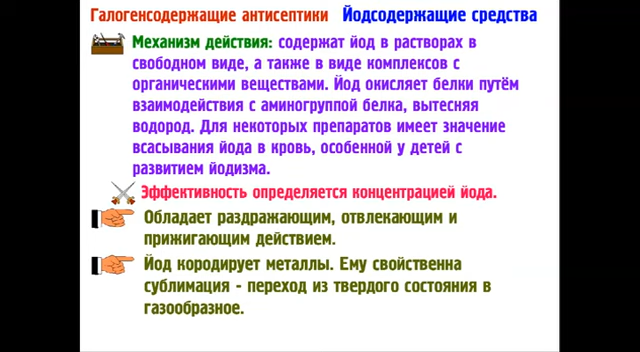 Галогенсодержащие антисептики Йодсодержащие средства
Механизм действия: содержат йод в растворах в
свободном виде, а также в виде комплексов с
органическими веществами. Йод окисляет белки путём
взаимодействия с аминогруппой белка, вытесняя
водород. Для некоторых препаратов имеет значение
всасывания йода в кровь, особенной у детей с
развитием йодизма.
Эффективность определяется концентрацией йода.
Обладает раздражающим, отвлекающим и
прижигающим действием.
Йод кородирует металлы. Ему свойственна
сублимация - переход из твердого состояния в
газообразное.